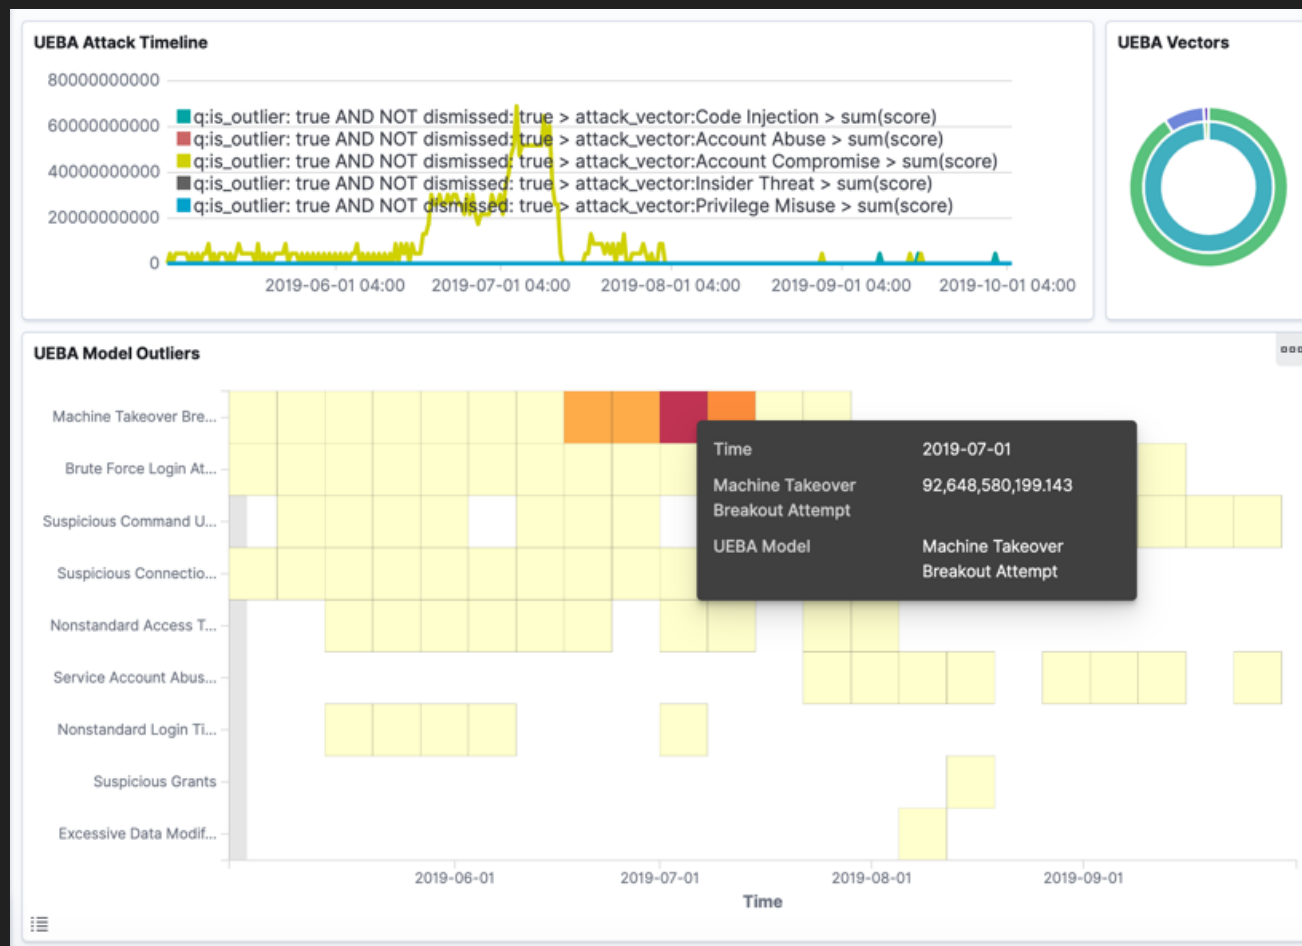 UEBA Attack Timeline
80000000000
60000000000
40000000000
20000000000
0
q:is_outlier: true AND NOT dismissed: true > attack_vector:Code Injection > sum(score)
q:is_outlier: true AND NOT dismissed: true > attack_vector:Account Abuse > sum(score)
q:is_outlier: true AND NOT dismissed: true > attack_vector:Account Compromise > sum(score)
q:is_outlier: true AND NOT dismissed: true > attack_vector:Insider Threat > sum(score)
q:is_outlier: true AND NOT dismissed: true > attack_vector:Privilege Misuse > sum(score)
2019-06-01 04:00 2019-07-01 04:00 2019-08-01 04:00 2019-09-01 04:00 2019-10-01 04:00
UEBA Vectors
UEBA Model Outliers
Machine Takeover Bre...
Brute Force Login At...
Suspicious Command U...
Suspicious Connectio...
Nonstandard Access T...
Service Account Abus...
Nonstandard Login Ti...
Suspicious Grants
Excessive Data Modif...
Time 2019-07-01
Machine Takeover 92,648,580,199.143
Breakout Attempt
UEBA Model Machine Takeover
Breakout Attempt
2019-06-01 2019-07-01 2019-08-01 2019-09-01
Time